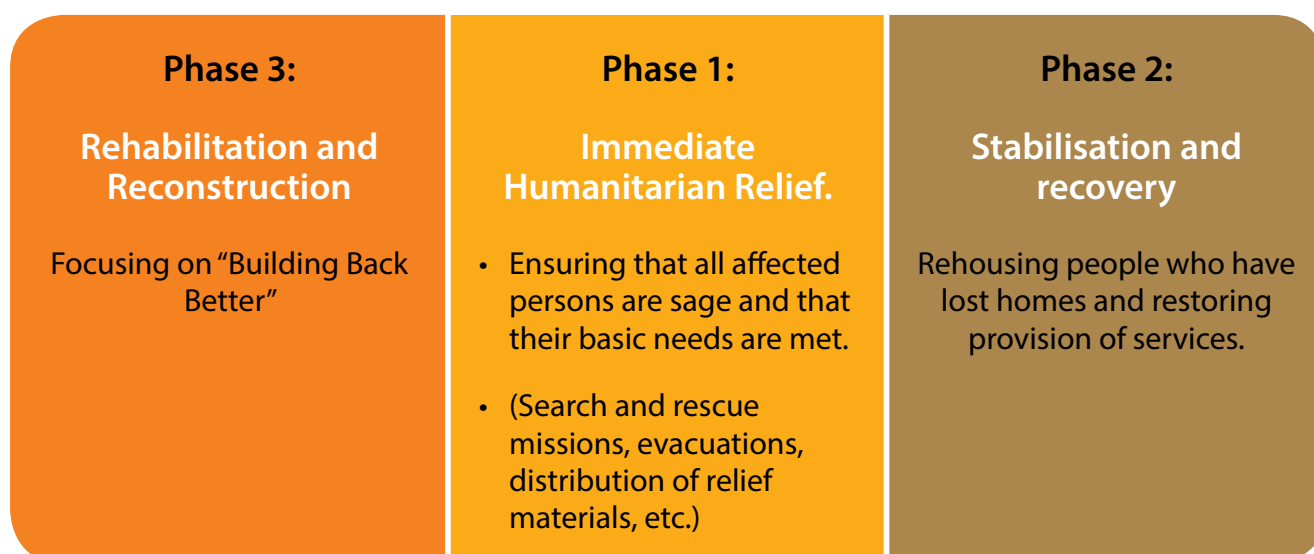 Phase 3:
Rehabilitation and
Reconstruction
Focusing on “Building Back
Better”
Phase 1:
Immediate
Humanitarian Relief.
• Ensuring that all affected
persons are sage and that
their basic needs are met.
• (Search and rescue
missions, evacuations,
distribution of relief
materials, etc.)
Phase 2:
Stabilisation and
recovery
Rehousing people who have
lost homes and restoring
provision of services.